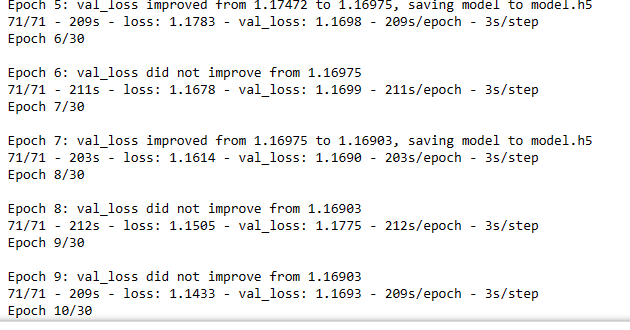 Epoch 5: val_loss improved from 1.17472 to 1.16975, saving model to model.h5
71/71 - 209s - loss: 1.1783 - val_loss: 1.1698 - 209s/epoch - 3s/step
Epoch 6/30
Epoch 6: val_loss did not improve from 1.16975
71/71 - 211s - loss: 1.1678 - val_loss: 1.1699 - 211s/epoch - 3s/step
Epoch 7/30
Epoch 7: val_loss improved from 1.16975 to 1.16903, saving model to model.h5
71/71 - 203s - loss: 1.1614 - val_loss: 1.1690 - 203s/epoch - 3s/step
Epoch 8/30
Epoch 8: val_loss did not improve from 1.16903
71/71 - 212s - loss: 1.1505 - val_loss: 1.1775 - 212s/epoch - 3s/step
Epoch 9/30
Epoch 9: val_loss did not improve from 1.16903
71/71 - 209s - loss: 1.1433 - val_loss: 1.1693 - 209s/epoch - 3s/step
Epoch 10/30